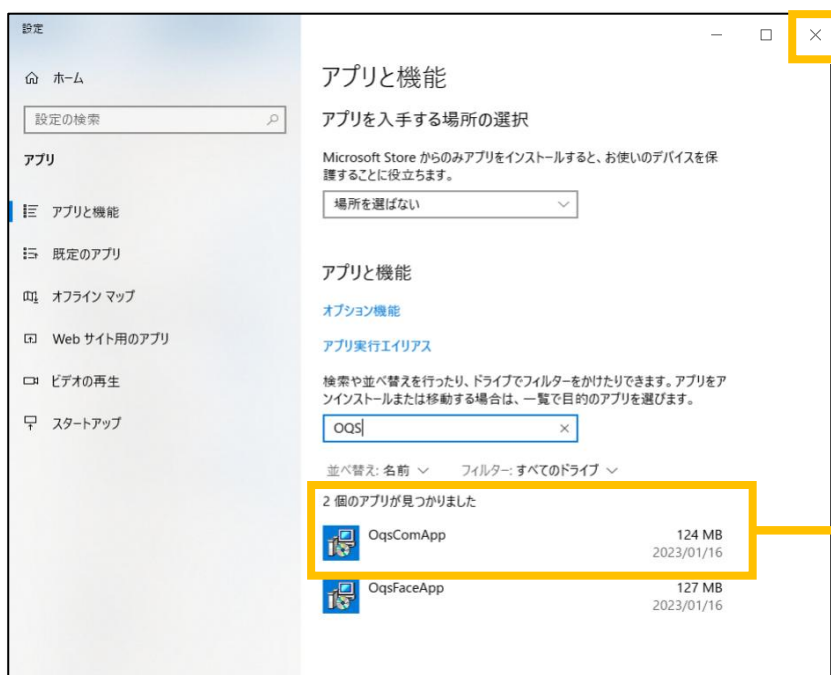 設定
ホーム
設定の検索
アプリ
アプリと機能
既定のアプリ
オフライン マップ
Web サイト用のアプリ
ビデオの再生
スタートアップ
アプリと機能
アプリを入手する場所の選択
Microsoft Store からのみアプリをインストールすると、お使いのデバイスを保
護することに役立ちます。
場所を選ばない
アプリと機能
オプション機能
アプリ実行エイリアス
検索や並べ替えを行ったり、ドライブでフィルターをかけたりできます。アプリをア
ンインストールまたは移動する場合は、一覧で目的のアプリを選びます。
OQS
並べ替え: 名前 フィルター: すべてのドライブ
2 個のアプリが見つかりました
OqsComApp 124 MB
2023/01/16
OqsFaceApp 127 MB
2023/01/16